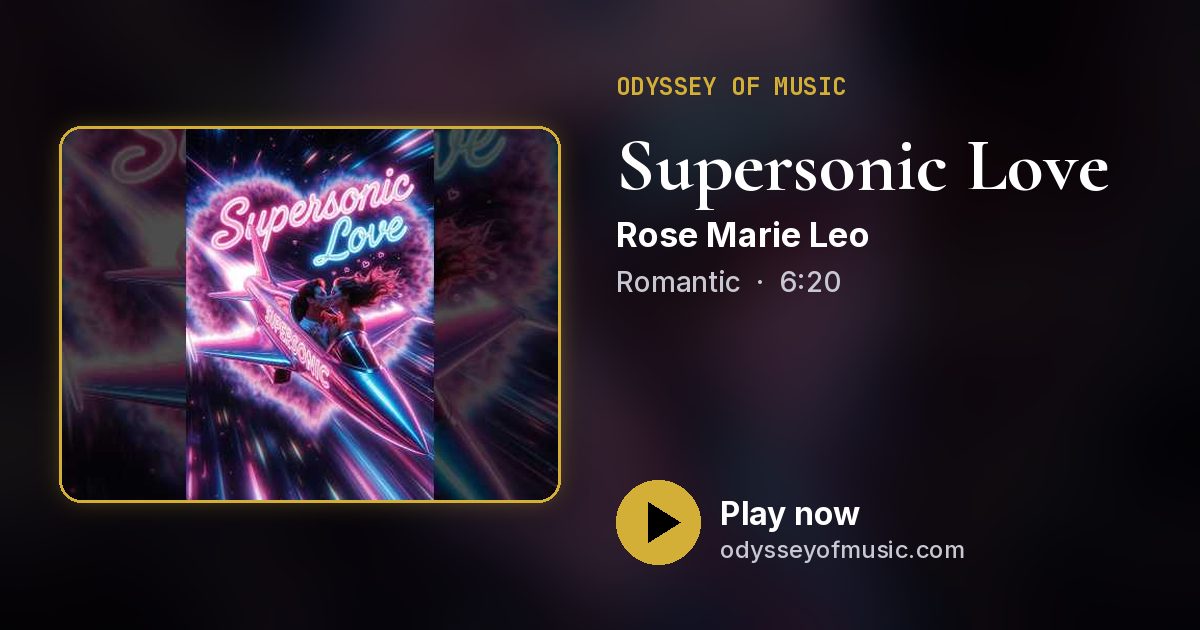 ODYSSEY OF MUSIC
Supersonic Love
Rose Marie Leo
Romantic · 6:20
Supersonic
Love
SUPERSONIC
Play now
odysseyofmusic.com